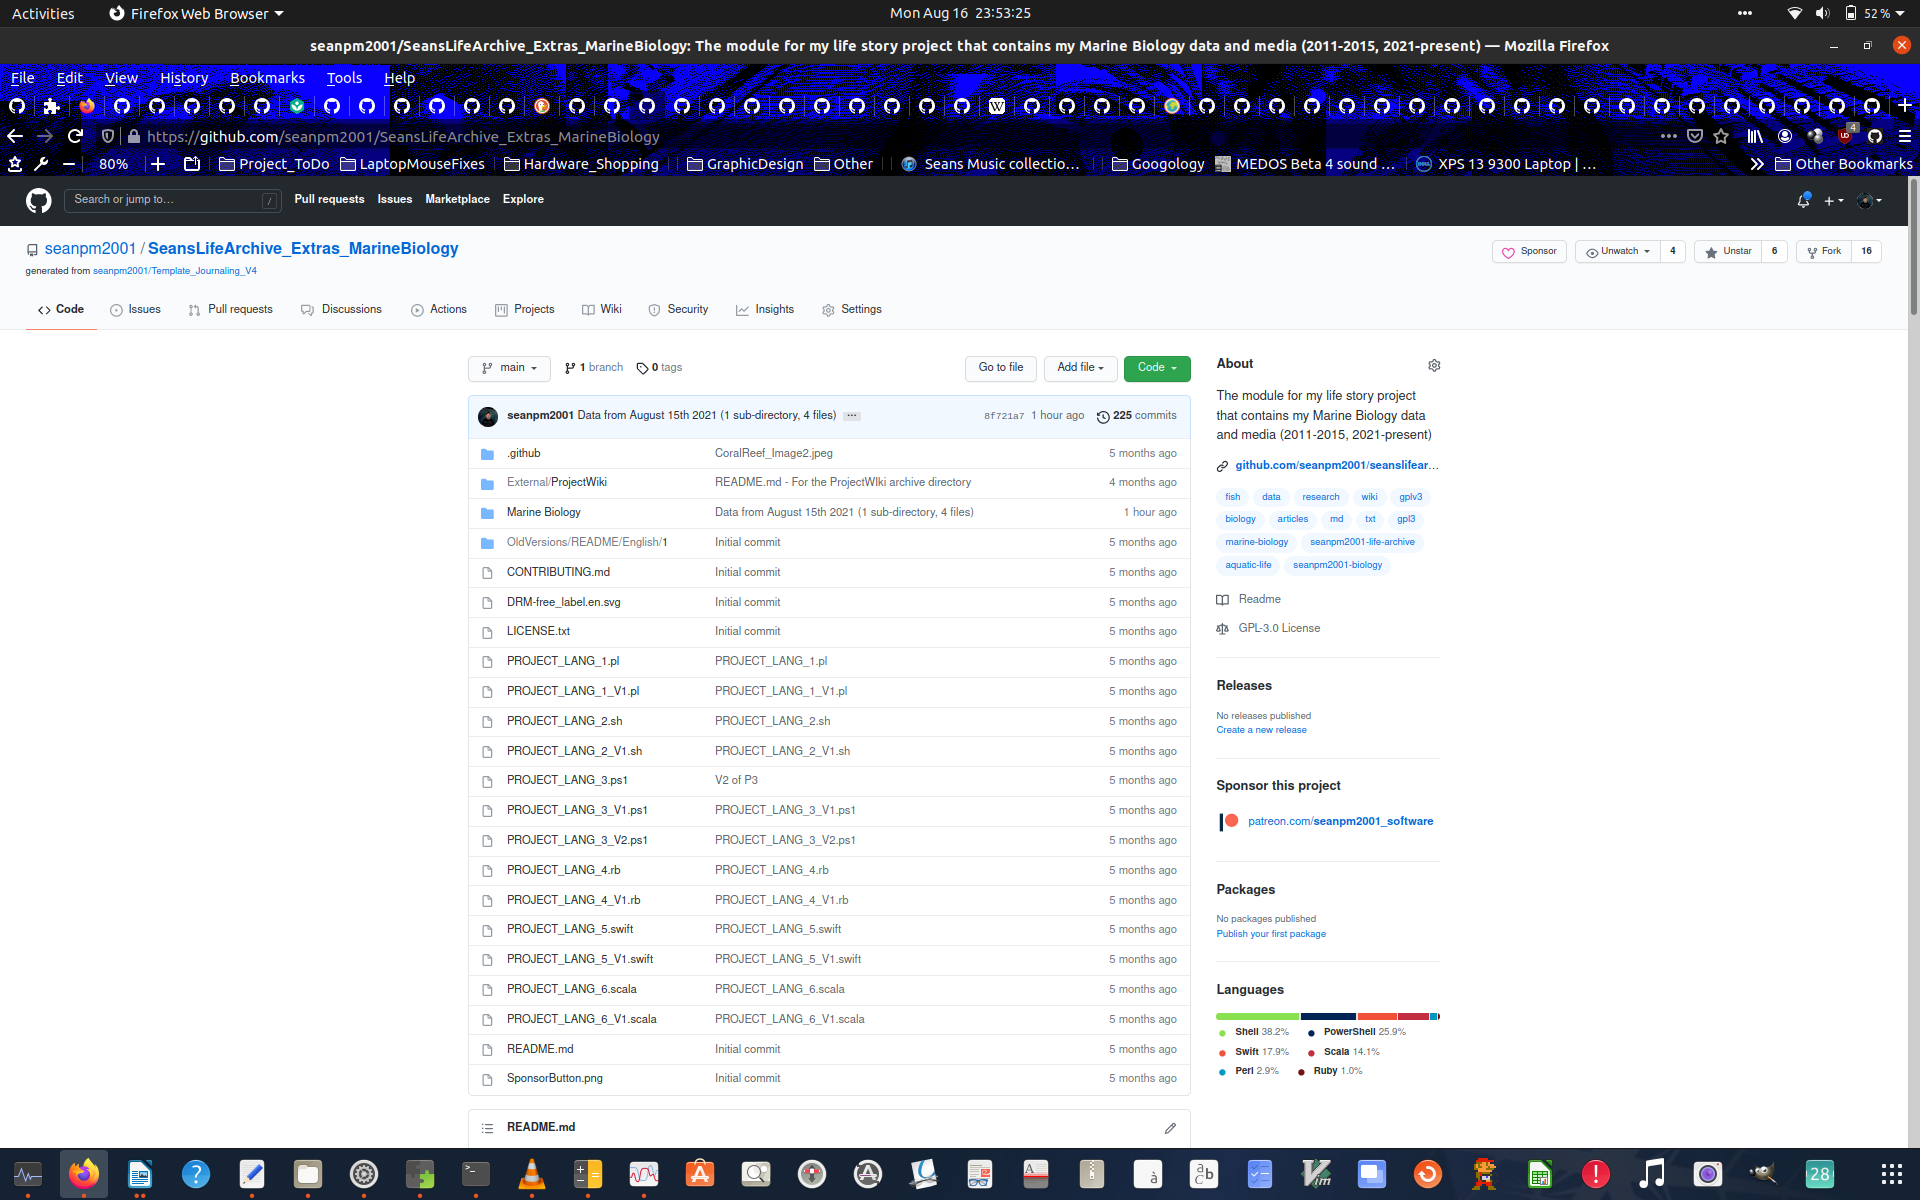 Activities
Firefox Web Browser
Mon Aug 16 23:53:25
52 %
seanpm2001/SeansLifeArchive_Extras_MarineBiology: The module for my life story project that contains my Marine Biology data and media (2011-2015, 2021-present) — Mozilla Firefox
File Edit View History Bookmarks Tools Help
https://github.com/seanpm2001/SeansLifeArchive_Extras_MarineBiology
4
80%
Project_ToDo
LaptopMouseFixes
Hardware_Shopping
GraphicDesign
Other
Seans Music collectio…
Googology
MEDOS Beta 4 sound …
XPS 13 9300 Laptop | …
Other Bookmarks
Search or jump to…
/
Pull requests Issues Marketplace Explore
seanpm2001 / SeansLifeArchive_Extras_MarineBiology
Sponsor
Unwatch 4
Unstar 6
Fork 16
generated from seanpm2001/Template_Journaling_V4
Code
Issues
Pull requests
Discussions
Actions
Projects
Wiki
Security
Insights
Settings
main
1 branch
0 tags
Go to file
Add file
Code
seanpm2001 Data from August 15th 2021 (1 sub-directory, 4 files) ... 8f721a7 1 hour ago 225 commits
.github CoralReef_Image2.jpeg 5 months ago
External/ProjectWiki README.md - For the ProjectWIki archive directory 4 months ago
Marine Biology Data from August 15th 2021 (1 sub-directory, 4 files) 1 hour ago
OldVersions/README/English/1 Initial commit 5 months ago
CONTRIBUTING.md Initial commit 5 months ago
DRM-free_label.en.svg Initial commit 5 months ago
LICENSE.txt Initial commit 5 months ago
PROJECT_LANG_1.pl PROJECT_LANG_1.pl 5 months ago
PROJECT_LANG_1_V1.pl PROJECT_LANG_1_V1.pl 5 months ago
PROJECT_LANG_2.sh PROJECT_LANG_2.sh 5 months ago
PROJECT_LANG_2_V1.sh PROJECT_LANG_2_V1.sh 5 months ago
PROJECT_LANG_3.ps1 V2 of P3 5 months ago
PROJECT_LANG_3_V1.ps1 PROJECT_LANG_3_V1.ps1 5 months ago
PROJECT_LANG_3_V2.ps1 PROJECT_LANG_3_V2.ps1 5 months ago
PROJECT_LANG_4.rb PROJECT_LANG_4.rb 5 months ago
PROJECT_LANG_4_V1.rb PROJECT_LANG_4_V1.rb 5 months ago
PROJECT_LANG_5.swift PROJECT_LANG_5.swift 5 months ago
PROJECT_LANG_5_V1.swift PROJECT_LANG_5_V1.swift 5 months ago
PROJECT_LANG_6.scala PROJECT_LANG_6.scala 5 months ago
PROJECT_LANG_6_V1.scala PROJECT_LANG_6_V1.scala 5 months ago
README.md Initial commit 5 months ago
SponsorButton.png Initial commit 5 months ago
README.md
About
The module for my life story project
that contains my Marine Biology data
and media (2011-2015, 2021-present)
github.com/seanpm2001/seanslifear…
fish data research wiki gplv3
biology articles md txt gpl3
marine-biology seanpm2001-life-archive
aquatic-life seanpm2001-biology
Readme
GPL-3.0 License
Releases
No releases published
Create a new release
Sponsor this project
patreon.com/seanpm2001_software
Packages
No packages published
Publish your first package
Languages
Shell 38.2% PowerShell 25.9%
Swift 17.9% Scala 14.1%
Perl 2.9% Ruby 1.0%
28